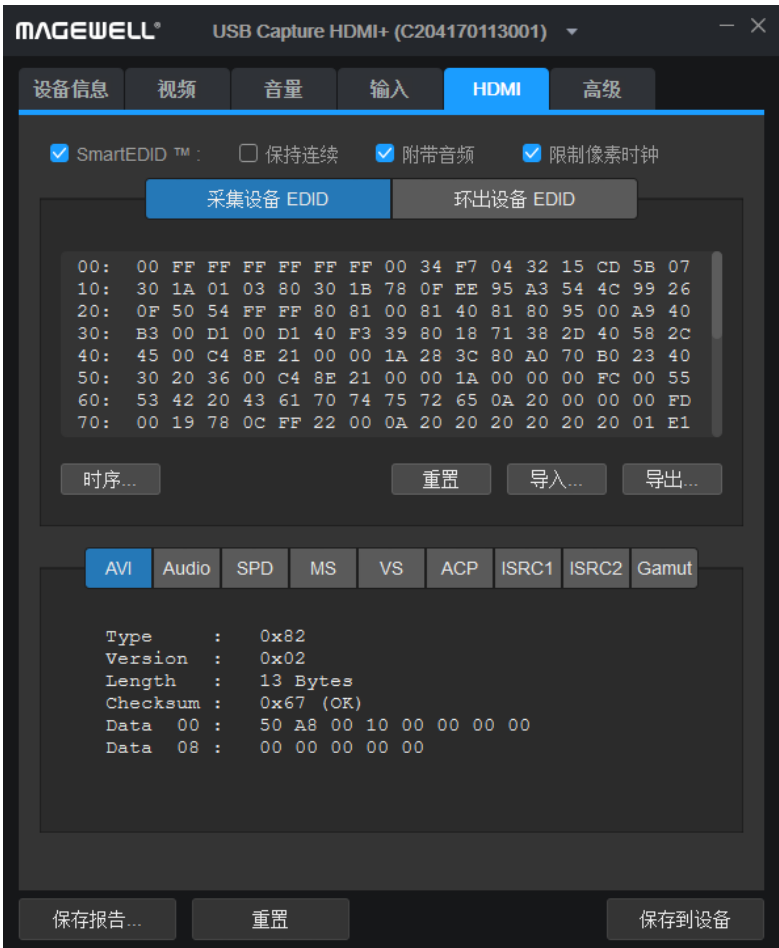 MAGEWELL® USB Capture HDMI+ (C204170113001)
设备信息 视频 音量 输入 HDMI 高级
SmartEDID ™ : 保持连续 附带音频 限制像素时钟
采集设备 EDID 环出设备 EDID
00: 00 FF FF FF FF FF FF 00 34 F7 04 32 15 CD 5B 07
10: 30 1A 01 03 80 30 1B 78 0F EE 95 A3 54 4C 99 26
20: 0F 50 54 FF FF 80 81 00 81 40 81 80 95 00 A9 40
30: B3 00 D1 00 D1 40 F3 39 80 18 71 38 2D 40 58 2C
40: 45 00 C4 8E 21 00 00 1A 28 3C 80 A0 70 B0 23 40
50: 30 20 36 00 C4 8E 21 00 00 1A 00 00 00 FC 00 55
60: 53 42 20 43 61 70 74 75 72 65 0A 20 00 00 00 FD
70: 00 19 78 0C FF 22 00 0A 20 20 20 20 20 20 01 E1
时序... 重置 导入... 导出...
AVI Audio SPD MS VS ACP ISRC1 ISRC2 Gamut
Type : 0x82
Version : 0x02
Length : 13 Bytes
Checksum : 0x67 (OK)
Data 00 : 50 A8 00 10 00 00 00 00
Data 08 : 00 00 00 00 00
保存报告... 重置 保存到设备